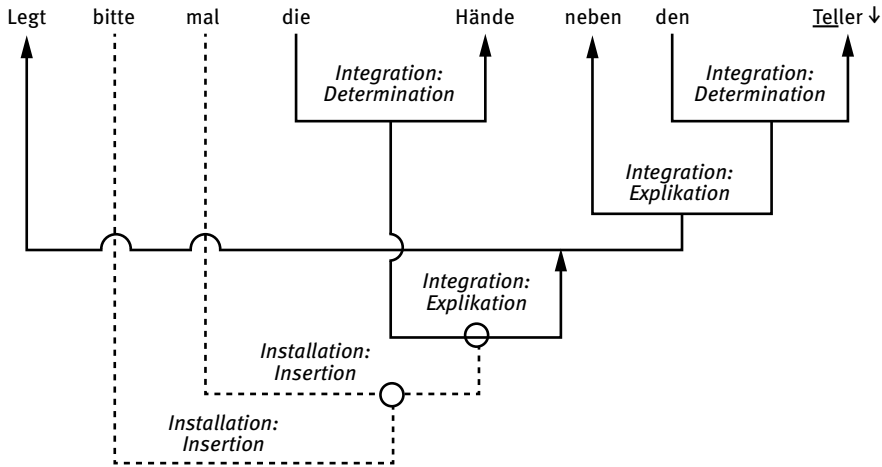 Legt bitte mal die Hände neben den Teller ↓
Integration:
Determination
Integration:
Determination
Integration:
Explikation
Integration:
Explikation
Installation:
Insertion
Installation:
Insertion